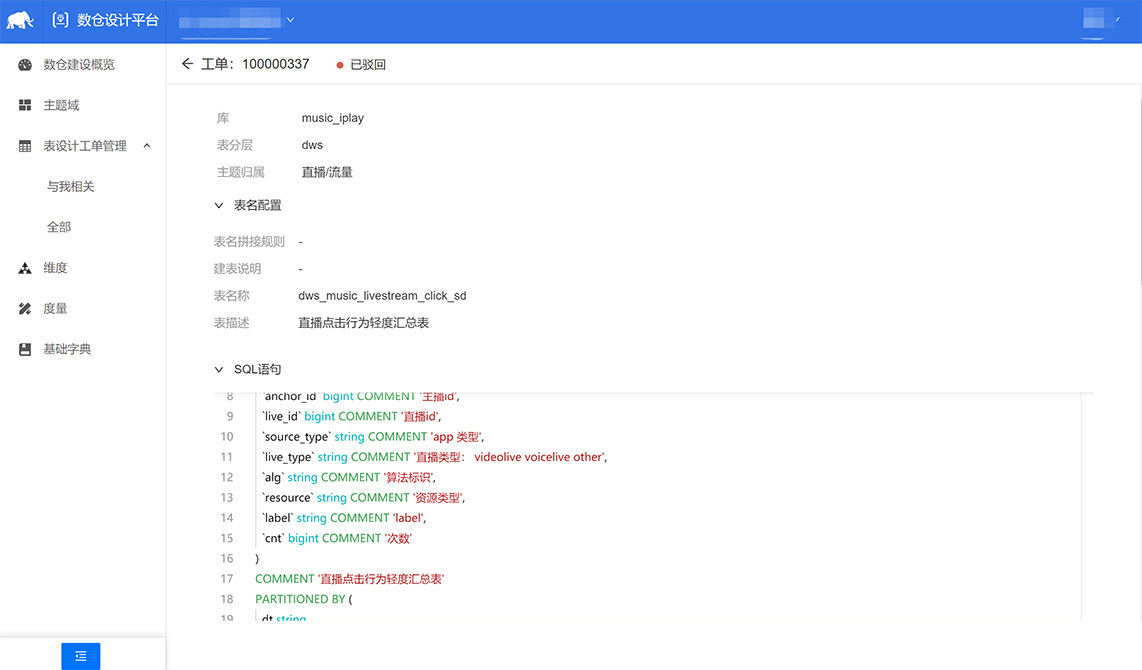 数仓设计平台
数仓建设概览
主题域
表设计工单管理
与我相关
全部
维度
度量
基础字典
工单：100000337 已驳回
库 music_iplay
表分层 dws
主题归属 直播/流量
表名配置
表名拼接规则 -
建表说明 -
表名称 dws_music_livestream_click_sd
表描述 直播点击行为轻度汇总表
SQL语句
8 `anchor_id` bigint COMMENT '主播id',
9 `live_id` bigint COMMENT '直播id',
10 `source_type` string COMMENT 'app 类型',
11 `live_type` string COMMENT '直播类型： videolive voicelive other',
12 `alg` string COMMENT '算法标识',
13 `resource` string COMMENT '资源类型',
14 `label` string COMMENT 'label',
15 `cnt` bigint COMMENT '次数'
16 )
17 COMMENT '直播点击行为轻度汇总表'
18 PARTITIONED BY (
19 dt string